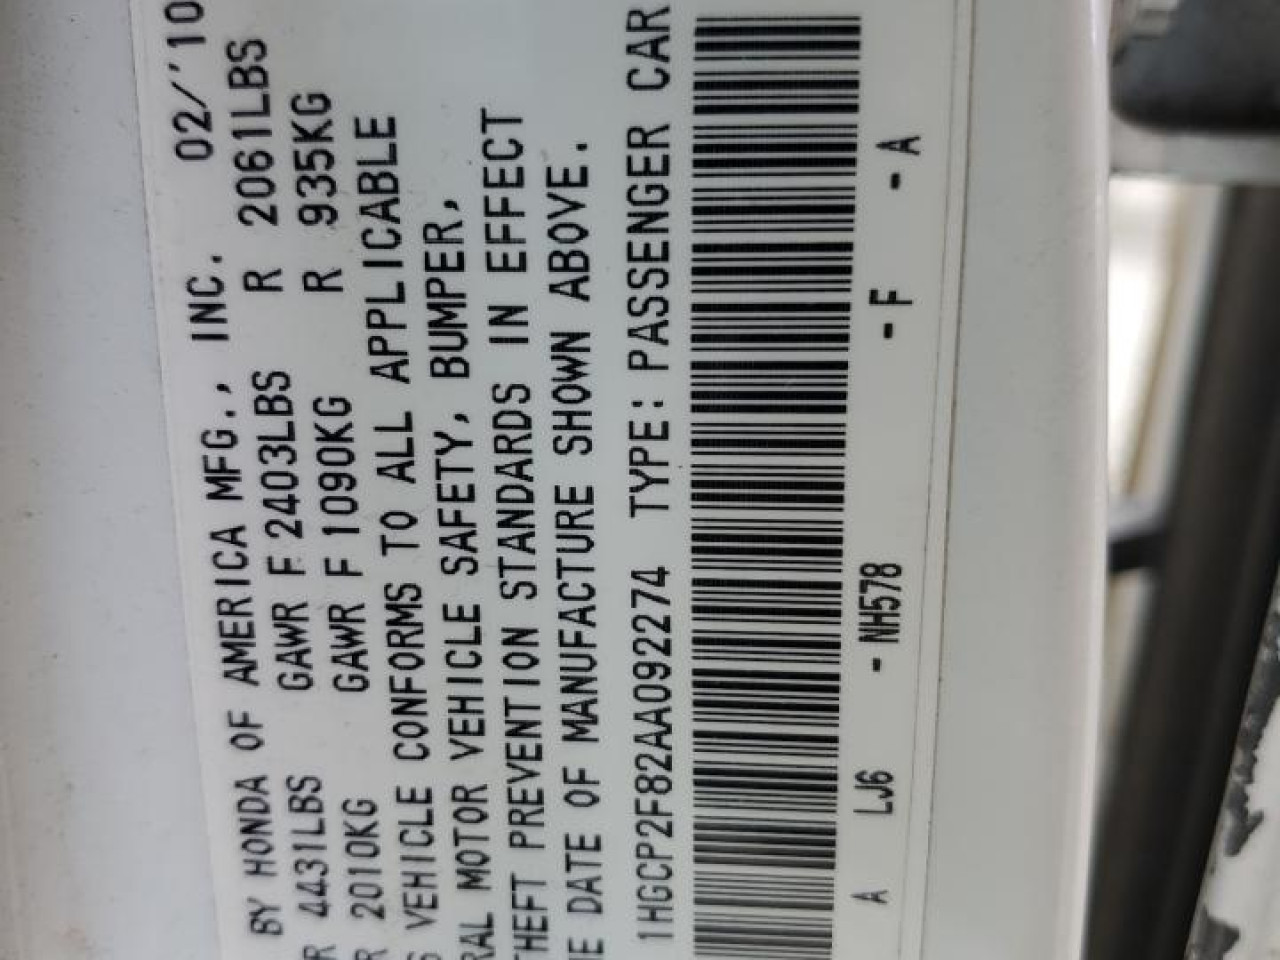 BY HONDA OF AMERICA MFG., INC. 02/'10
R 4431LBS GAWR F 2403LBS R 2061LBS
R 2010KG GAWR F 1090KG R 935KG
S VEHICLE CONFORMS TO ALL APPLICABLE
RAL MOTOR VEHICLE SAFETY, BUMPER,
THEFT PREVENTION STANDARDS IN EFFECT
E DATE OF MANUFACTURE SHOWN ABOVE.
1HGCP2F82AA092274 TYPE: PASSENGER CAR
A LJ6 - NH578 - F - A